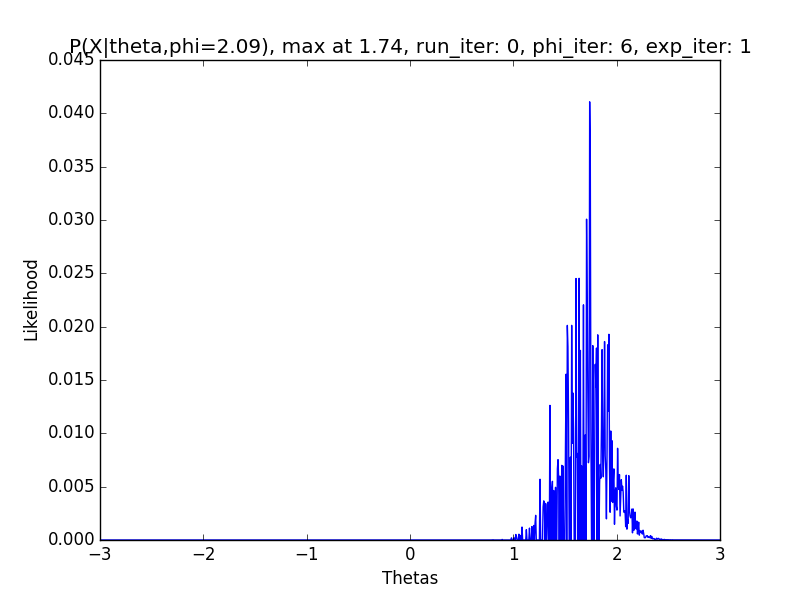 P(X|theta,phi=2.09), max at 1.74, run_iter: 0, phi_iter: 6, exp_iter: 1
0.045
0.040
0.035
0.030
0.025
0.020
0.015
0.010
0.005
0.000
Likelihood
−3 −2 −1 0 1 2 3
Thetas